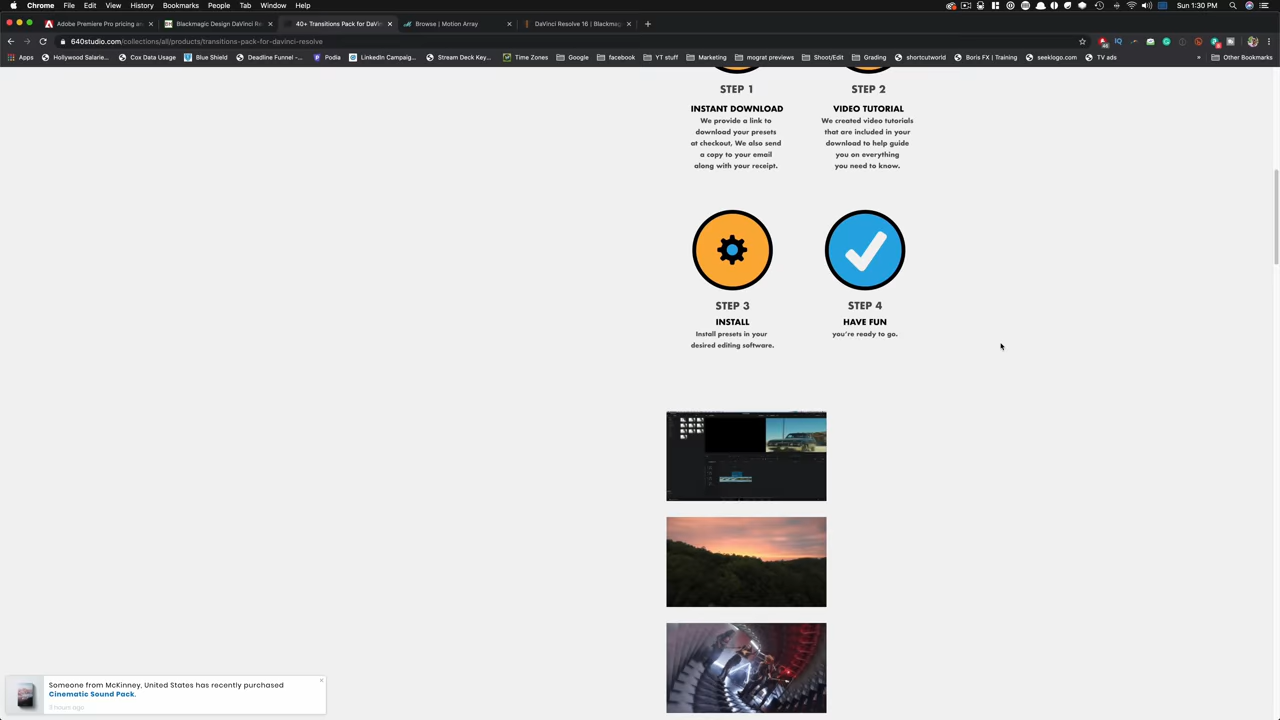 Chrome File Edit View History Bookmarks People Tab Window Help
Sun 1:30 PM
Adobe Premiere Pro pricing an
Blackmagic Design DaVinci Re
40+ Transitions Pack for DaVin
Browse | Motion Array
DaVinci Resolve 16 | Blackmag
640studio.com/collections/all/products/transitions-pack-for-davinci-resolve
Apps Hollywood Salarie... Cox Data Usage Blue Shield Deadline Funnel -... Podia LinkedIn Campaig... Stream Deck Key... Time Zones Google facebook YT stuff Marketing mograt previews Shoot/Edit Grading shortcutworld Boris FX | Training seeklogo.com TV ads » Other Bookmarks
STEP 1
INSTANT DOWNLOAD
We provide a link to
download your presets
at checkout, We also send
a copy to your email
along with your receipt.
STEP 2
VIDEO TUTORIAL
We created video tutorials
that are included in your
download to help guide
you on everything
you need to know.
STEP 3
INSTALL
Install presets in your
desired editing software.
STEP 4
HAVE FUN
you're ready to go.
Someone from McKinney, United States has recently purchased
Cinematic Sound Pack.
hours ago